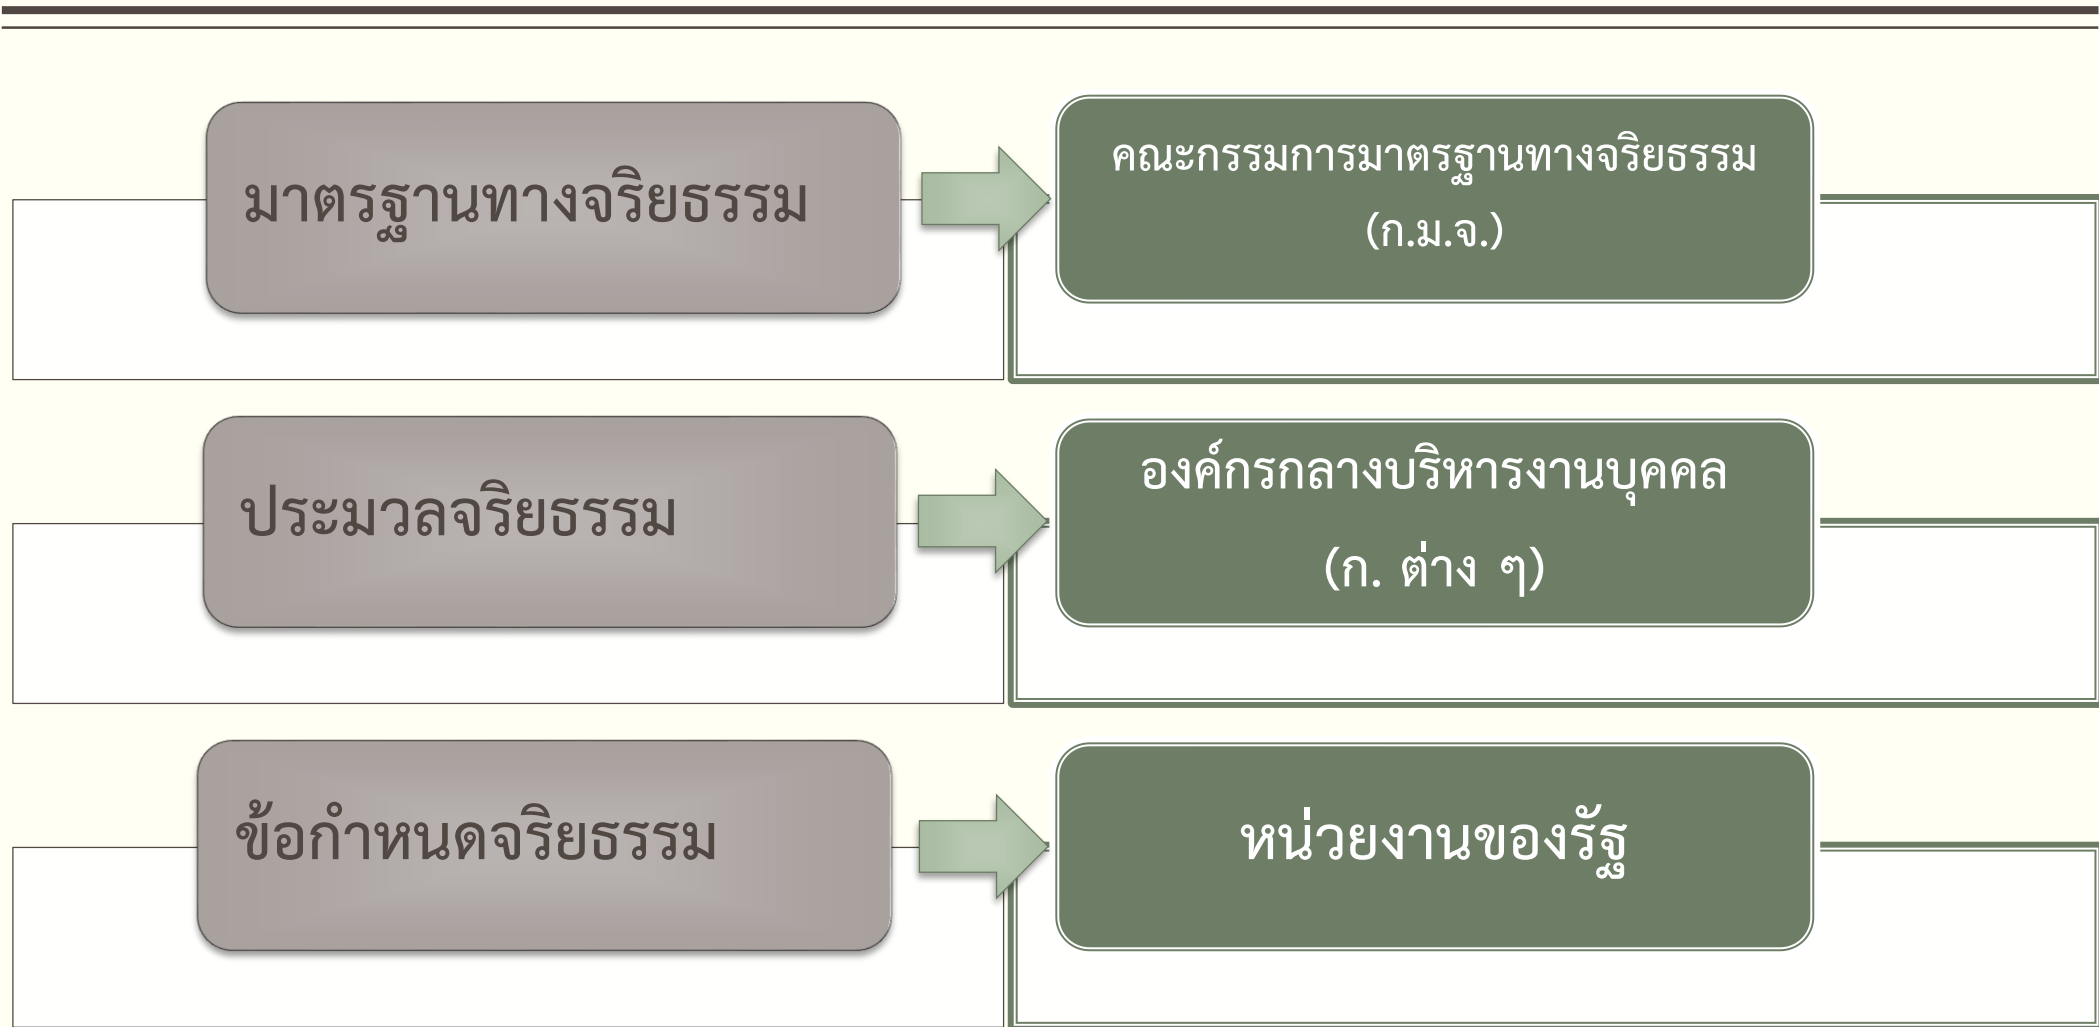 มาตรฐานทางจริยธรรม
คณะกรรมการมาตรฐานทางจริยธรรม
(ก.ม.จ.)
ประมวลจริยธรรม
องค์กรกลางบริหารงานบุคคล
(ก. ต่าง ๆ)
ข้อกำหนดจริยธรรม
หน่วยงานของรัฐ